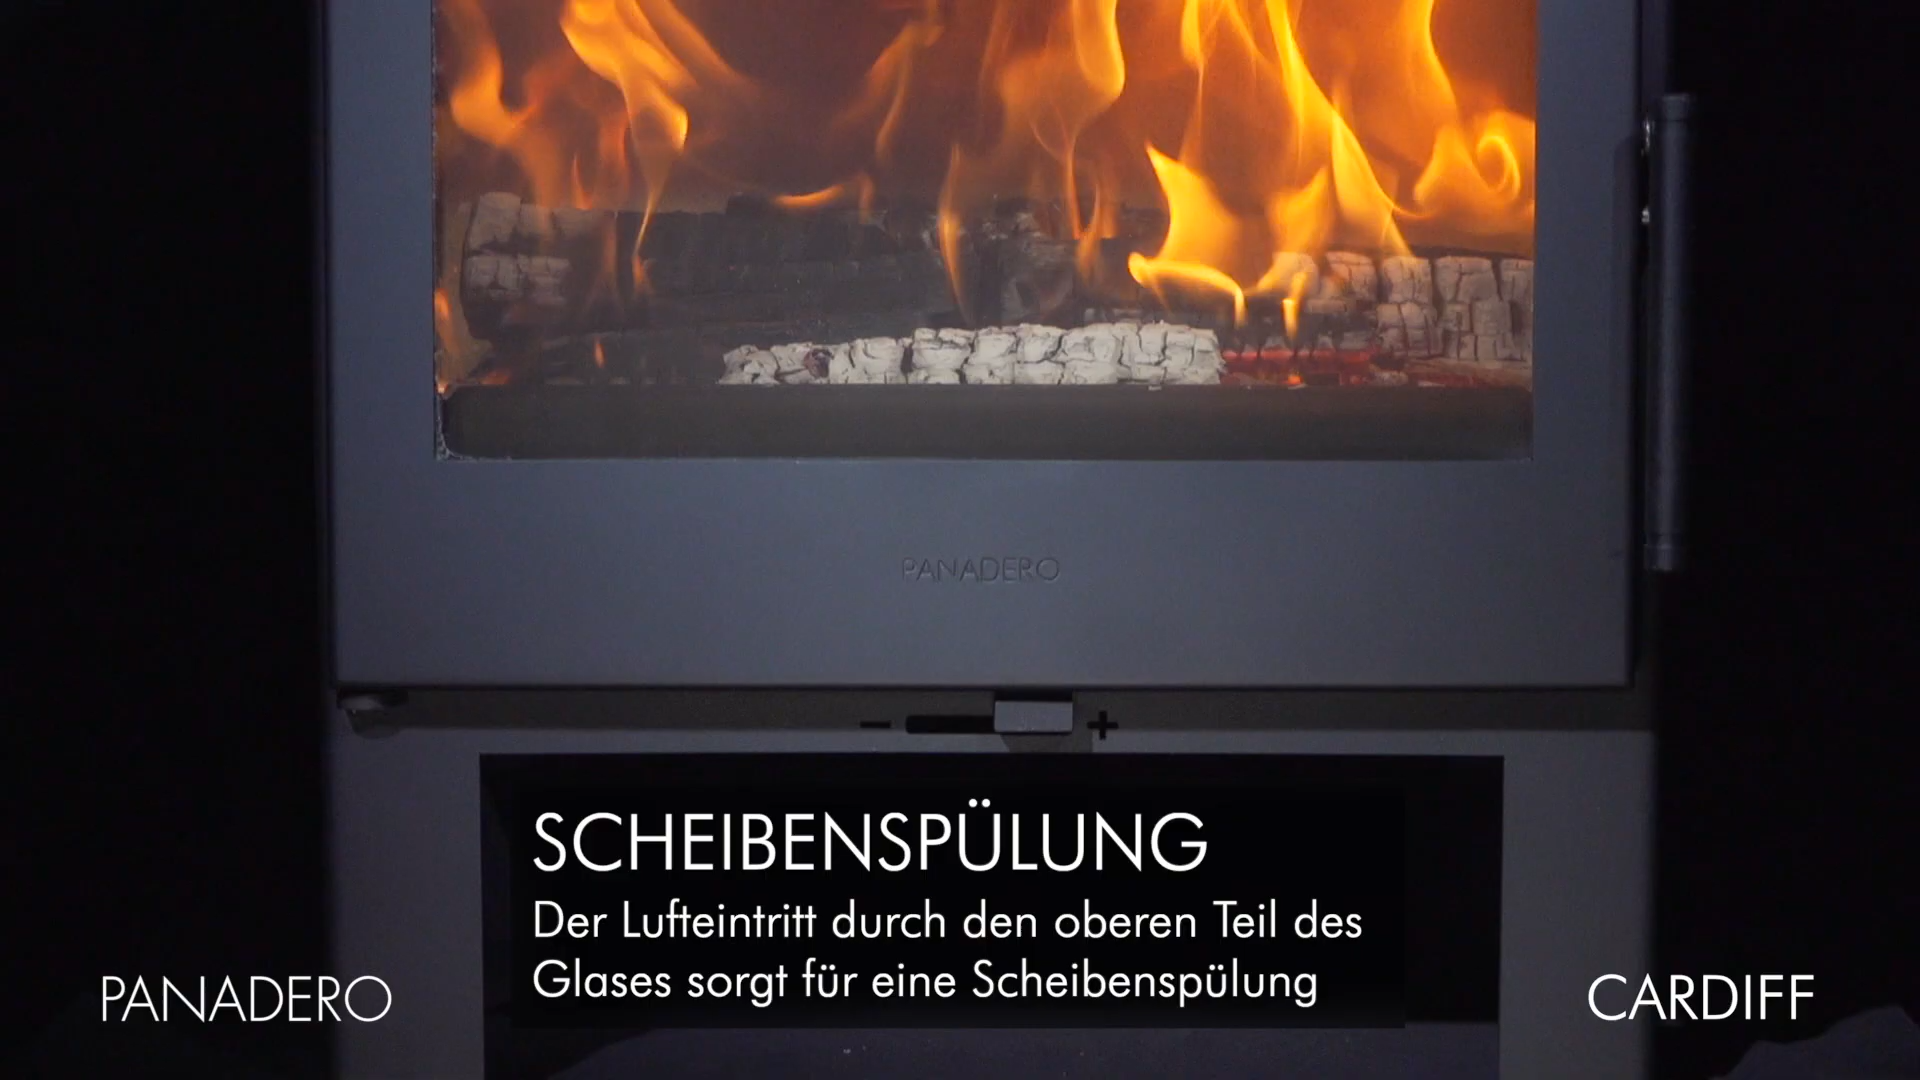 PANADERO
− +
SCHEIBENSPÜLUNG
Der Lufteintritt durch den oberen Teil des
Glases sorgt für eine Scheibenspülung
PANADERO
CARDIFF